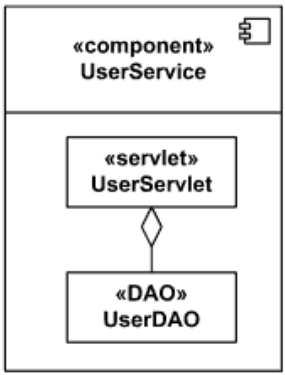 «component»
UserService
«servlet»
UserServlet
«DAO»
UserDAO